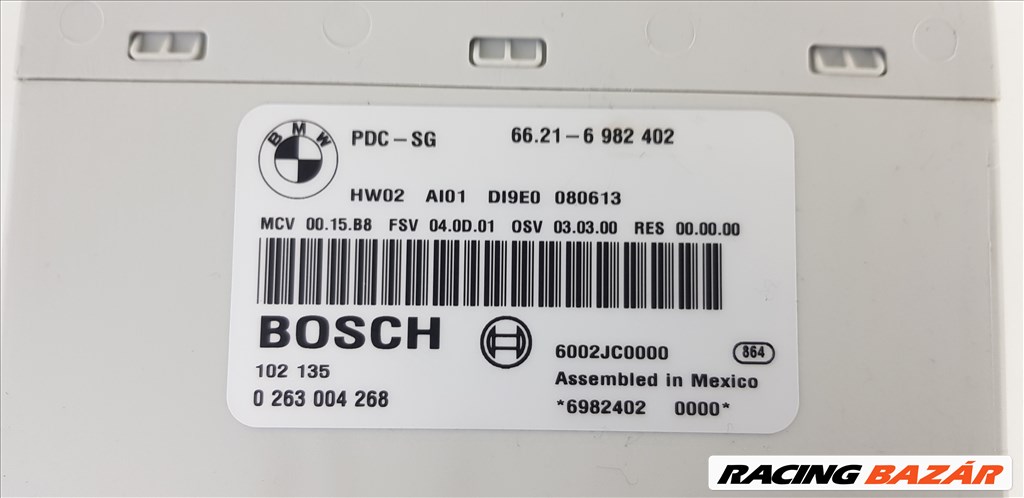 BMW PDC-SG 66.21-6 982 402
HW02 AI01 DI9E0 080613
MCV 00.15.B8 FSV 04.0D.01 OSV 03.03.00 RES 00.00.00
BOSCH
102 135
0 263 004 268
6002JC0000 864
Assembled in Mexico
*6982402 0000*
RACING BAZÁR